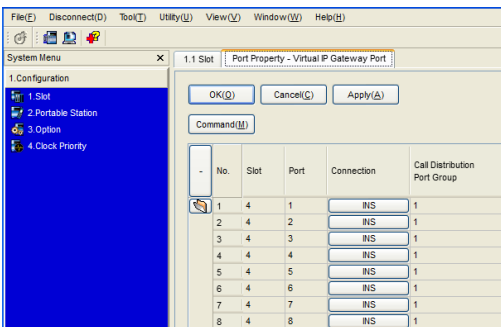 File(F) Disconnect(D) Tool(T) Utility(U) View(V) Window(W) Help(H)
System Menu x
1.1 Slot Port Property - Virtual IP Gateway Port
1.Configuration
1.Slot
2.Portable Station
3.Option
4.Clock Priority
OK(O) Cancel(C) Apply(A)
Command(M)
- No. Slot Port Connection Call Distribution
Port Group
1 4 1 INS 1
2 4 2 INS 1
3 4 3 INS 1
4 4 4 INS 1
5 4 5 INS 1
6 4 6 INS 1
7 4 7 INS 1
8 4 8 INS 1